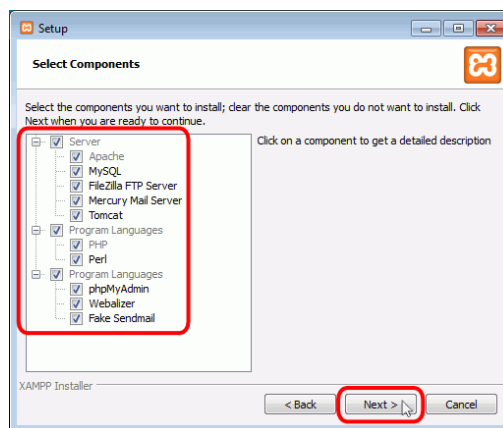 Setup
Select Components
Select the components you want to install; clear the components you do not want to install. Click
Next when you are ready to continue.
Server
Apache
MySQL
FileZilla FTP Server
Mercury Mail Server
Tomcat
Program Languages
PHP
Perl
Program Languages
phpMyAdmin
Webalizer
Fake Sendmail
Click on a component to get a detailed description
XAMPP Installer
< Back
Next >
Cancel